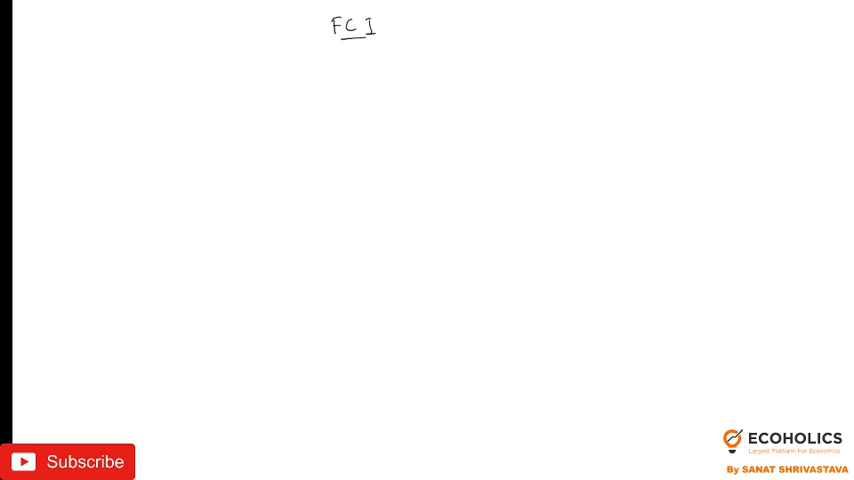 FCI
Subscribe
ECOHOLICS
Largest Platform For Economics
By SANAT SHRIVASTAVA